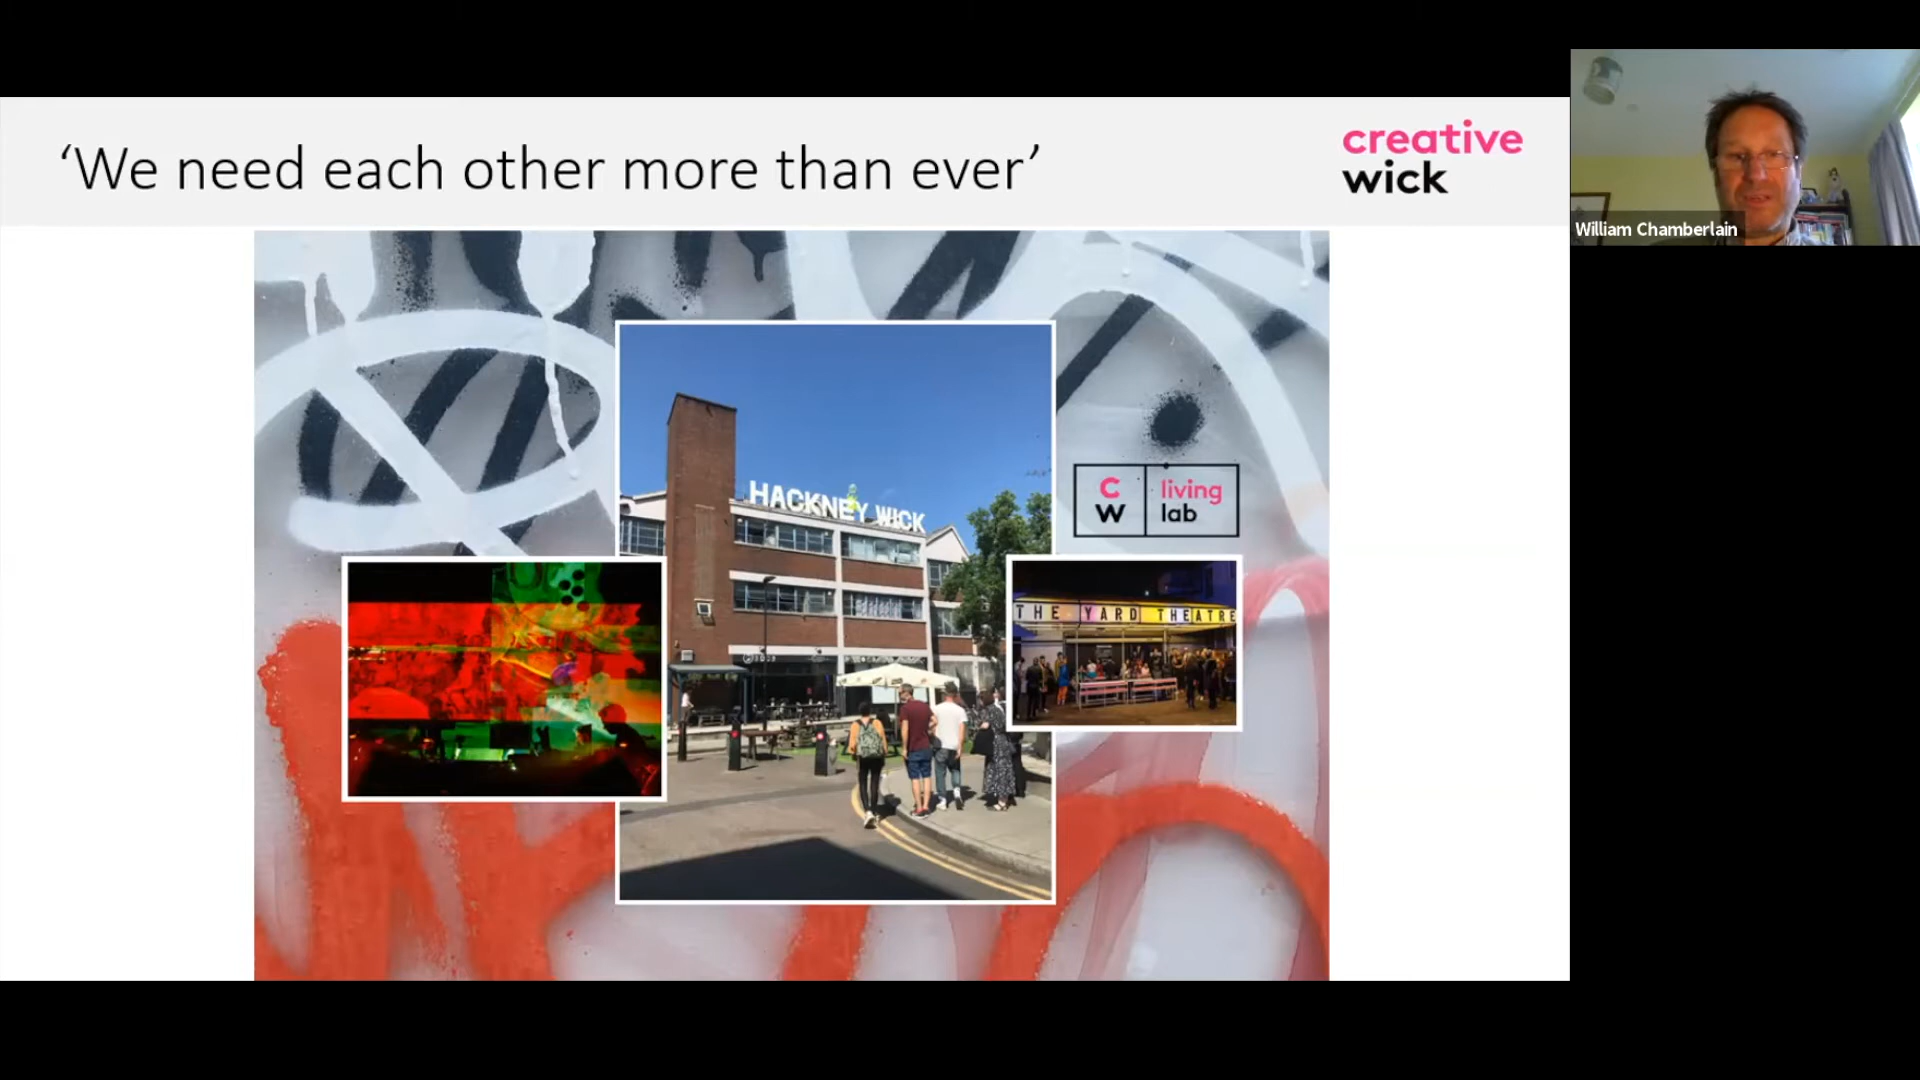 ‘We need each other more than ever’
creative
wick
William Chamberlain
HACKNEY WICK
C
W
living
lab
THE YARD THEATRE